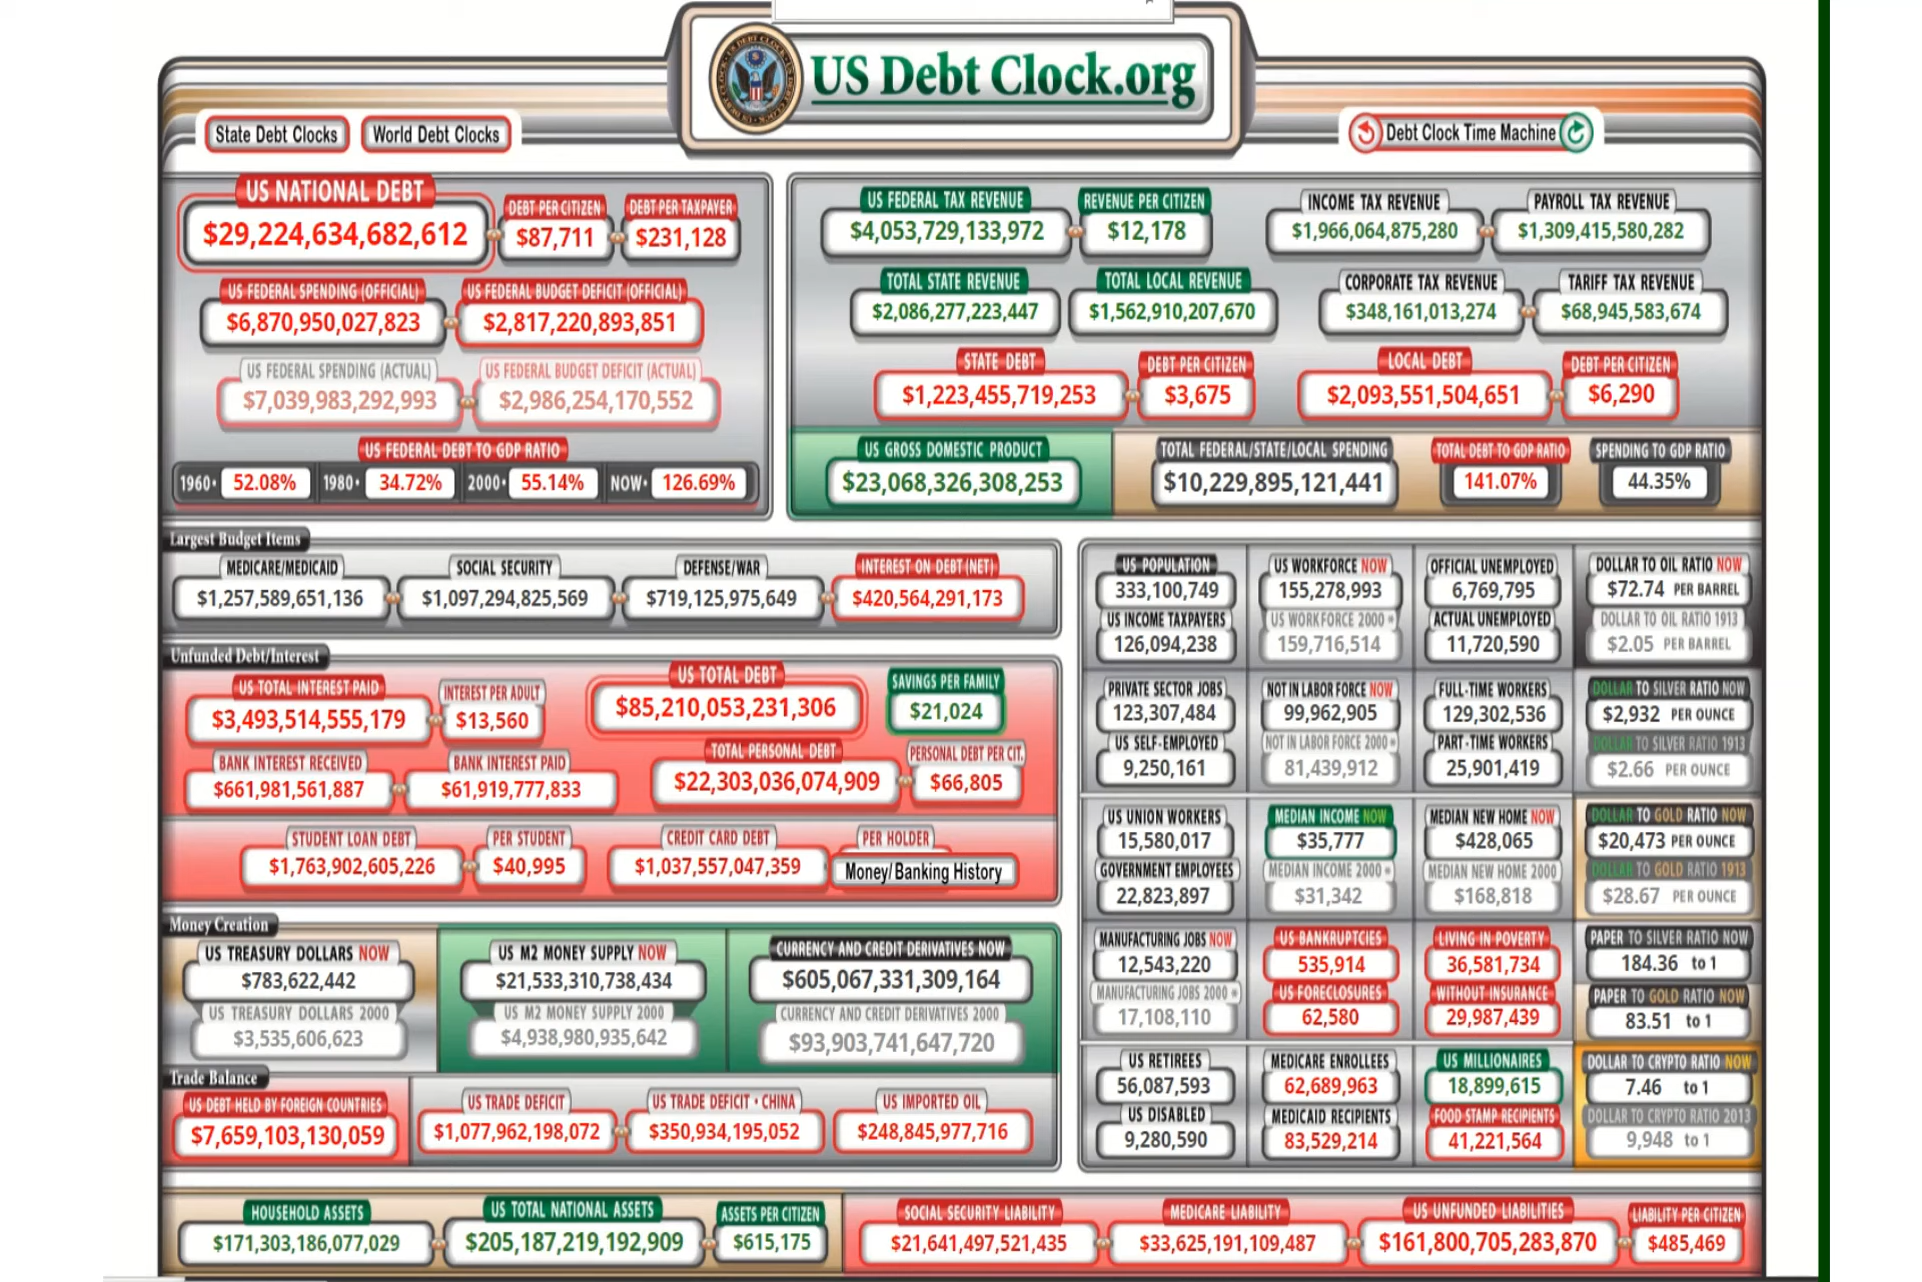 US Debt Clock.org
State Debt Clocks
World Debt Clocks
Debt Clock Time Machine
US NATIONAL DEBT
$29,224,634,682,612
DEBT PER CITIZEN
$87,711
DEBT PER TAXPAYER
$231,128
US FEDERAL SPENDING (OFFICIAL)
$6,870,950,027,823
US FEDERAL BUDGET DEFICIT (OFFICIAL)
$2,817,220,893,851
US FEDERAL SPENDING (ACTUAL)
$7,039,983,292,993
US FEDERAL BUDGET DEFICIT (ACTUAL)
$2,986,254,170,552
US FEDERAL DEBT TO GDP RATIO
1960• 52.08% 1980• 34.72% 2000• 55.14% NOW• 126.69%
US FEDERAL TAX REVENUE
$4,053,729,133,972
REVENUE PER CITIZEN
$12,178
INCOME TAX REVENUE
$1,966,064,875,280
PAYROLL TAX REVENUE
$1,309,415,580,282
TOTAL STATE REVENUE
$2,086,277,223,447
TOTAL LOCAL REVENUE
$1,562,910,207,670
CORPORATE TAX REVENUE
$348,161,013,274
TARIFF TAX REVENUE
$68,945,583,674
STATE DEBT
$1,223,455,719,253
DEBT PER CITIZEN
$3,675
LOCAL DEBT
$2,093,551,504,651
DEBT PER CITIZEN
$6,290
US GROSS DOMESTIC PRODUCT
$23,068,326,308,253
TOTAL FEDERAL/STATE/LOCAL SPENDING
$10,229,895,121,441
TOTAL DEBT TO GDP RATIO
141.07%
SPENDING TO GDP RATIO
44.35%
Largest Budget Items
MEDICARE/MEDICAID
$1,257,589,651,136
SOCIAL SECURITY
$1,097,294,825,569
DEFENSE/WAR
$719,125,975,649
INTEREST ON DEBT (NET)
$420,564,291,173
Unfunded Debt/Interest
US TOTAL INTEREST PAID
$3,493,514,555,179
INTEREST PER ADULT
$13,560
US TOTAL DEBT
$85,210,053,231,306
SAVINGS PER FAMILY
$21,024
BANK INTEREST RECEIVED
$661,981,561,887
BANK INTEREST PAID
$61,919,777,833
TOTAL PERSONAL DEBT
$22,303,036,074,909
PERSONAL DEBT PER CIT.
$66,805
STUDENT LOAN DEBT
$1,763,902,605,226
PER STUDENT
$40,995
CREDIT CARD DEBT
$1,037,557,047,359
PER HOLDER
Money/Banking History
Money Creation
US TREASURY DOLLARS NOW
$783,622,442
US TREASURY DOLLARS 2000
$3,535,606,623
US M2 MONEY SUPPLY NOW
$21,533,310,738,434
US M2 MONEY SUPPLY 2000
$4,938,980,935,642
CURRENCY AND CREDIT DERIVATIVES NOW
$605,067,331,309,164
CURRENCY AND CREDIT DERIVATIVES 2000
$93,903,741,647,720
Trade Balance
US DEBT HELD BY FOREIGN COUNTRIES
$7,659,103,130,059
US TRADE DEFICIT
$1,077,962,198,072
US TRADE DEFICIT • CHINA
$350,934,195,052
US IMPORTED OIL
$248,845,977,716
US POPULATION
333,100,749
US INCOME TAXPAYERS
126,094,238
US WORKFORCE NOW
155,278,993
US WORKFORCE 2000 *
159,716,514
OFFICIAL UNEMPLOYED
6,769,795
ACTUAL UNEMPLOYED
11,720,590
DOLLAR TO OIL RATIO NOW
$72.74 PER BARREL
DOLLAR TO OIL RATIO 1913
$2.05 PER BARREL
PRIVATE SECTOR JOBS
123,307,484
US SELF-EMPLOYED
9,250,161
NOT IN LABOR FORCE NOW
99,962,905
NOT IN LABOR FORCE 2000 *
81,439,912
FULL-TIME WORKERS
129,302,536
PART-TIME WORKERS
25,901,419
DOLLAR TO SILVER RATIO NOW
$2,932 PER OUNCE
DOLLAR TO SILVER RATIO 1913
$2.66 PER OUNCE
US UNION WORKERS
15,580,017
GOVERNMENT EMPLOYEES
22,823,897
MEDIAN INCOME NOW
$35,777
MEDIAN INCOME 2000 *
$31,342
MEDIAN NEW HOME NOW
$428,065
MEDIAN NEW HOME 2000
$168,818
DOLLAR TO GOLD RATIO NOW
$20,473 PER OUNCE
DOLLAR TO GOLD RATIO 1913
$28.67 PER OUNCE
MANUFACTURING JOBS NOW
12,543,220
MANUFACTURING JOBS 2000 *
17,108,110
US BANKRUPTCIES
535,914
US FORECLOSURES
62,580
LIVING IN POVERTY
36,581,734
WITHOUT INSURANCE
29,987,439
PAPER TO SILVER RATIO NOW
184.36 to 1
PAPER TO GOLD RATIO NOW
83.51 to 1
US RETIREES
56,087,593
US DISABLED
9,280,590
MEDICARE ENROLLEES
62,689,963
MEDICAID RECIPIENTS
83,529,214
US MILLIONAIRES
18,899,615
FOOD STAMP RECIPIENTS
41,221,564
DOLLAR TO CRYPTO RATIO NOW
7.46 to 1
DOLLAR TO CRYPTO RATIO 2013
9,948 to 1
HOUSEHOLD ASSETS
$171,303,186,077,029
US TOTAL NATIONAL ASSETS
$205,187,219,192,909
ASSETS PER CITIZEN
$615,175
SOCIAL SECURITY LIABILITY
$21,641,497,521,435
MEDICARE LIABILITY
$33,625,191,109,487
US UNFUNDED LIABILITIES
$161,800,705,283,870
LIABILITY PER CITIZEN
$485,469